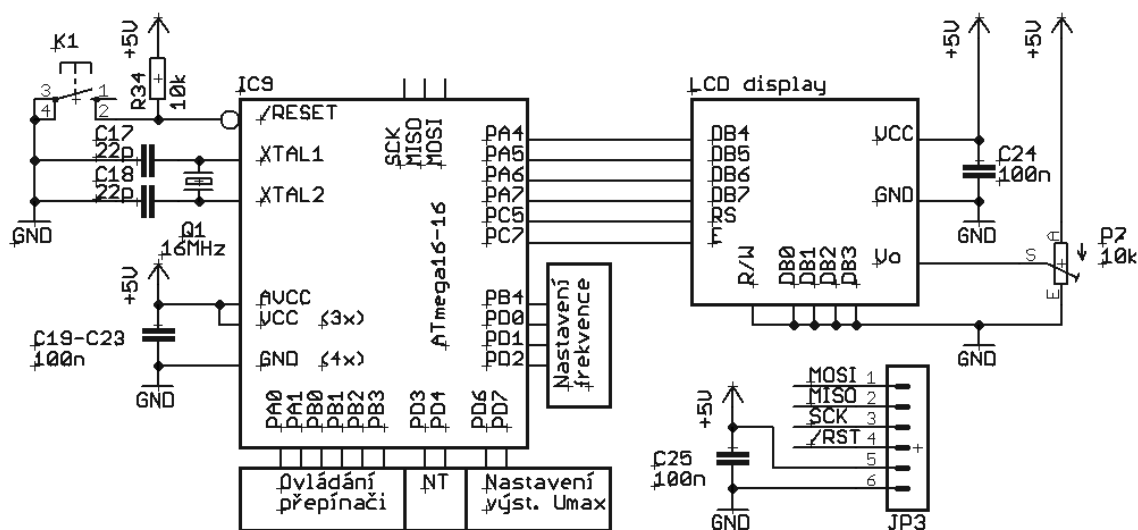 K1
+5V
R34
10k
3
4
1
2
C17
22p
C18
22p
GND
Q1
16MHz
+5V
C19-C23
100n
GND
IC9
/RESET
XTAL1
XTAL2
AVCC
VCC (3x)
GND (4x)
SCK
MISO
MOSI
ATmega16-16
PA4
PA5
PA6
PA7
PC5
PC7
PB4
PD0
PD1
PD2
Nastavení
frekvence
PA0
PA1
PB0
PB1
PB2
PB3
PD3
PD4
PD6
PD7
Ovládání
přepínači
NT
Nastavení
výst. Umax
LCD display
DB4
DB5
DB6
DB7
RS
E
R/W
DB0
DB1
DB2
DB3
VCC
GND
Vo
+5V
+5V
C24
100n
GND
P2
10k
A
S
E
GND
MOSI 1
MISO 2
SCK 3
/RST 4
5
6
JP3
+5V
C25
100n
GND